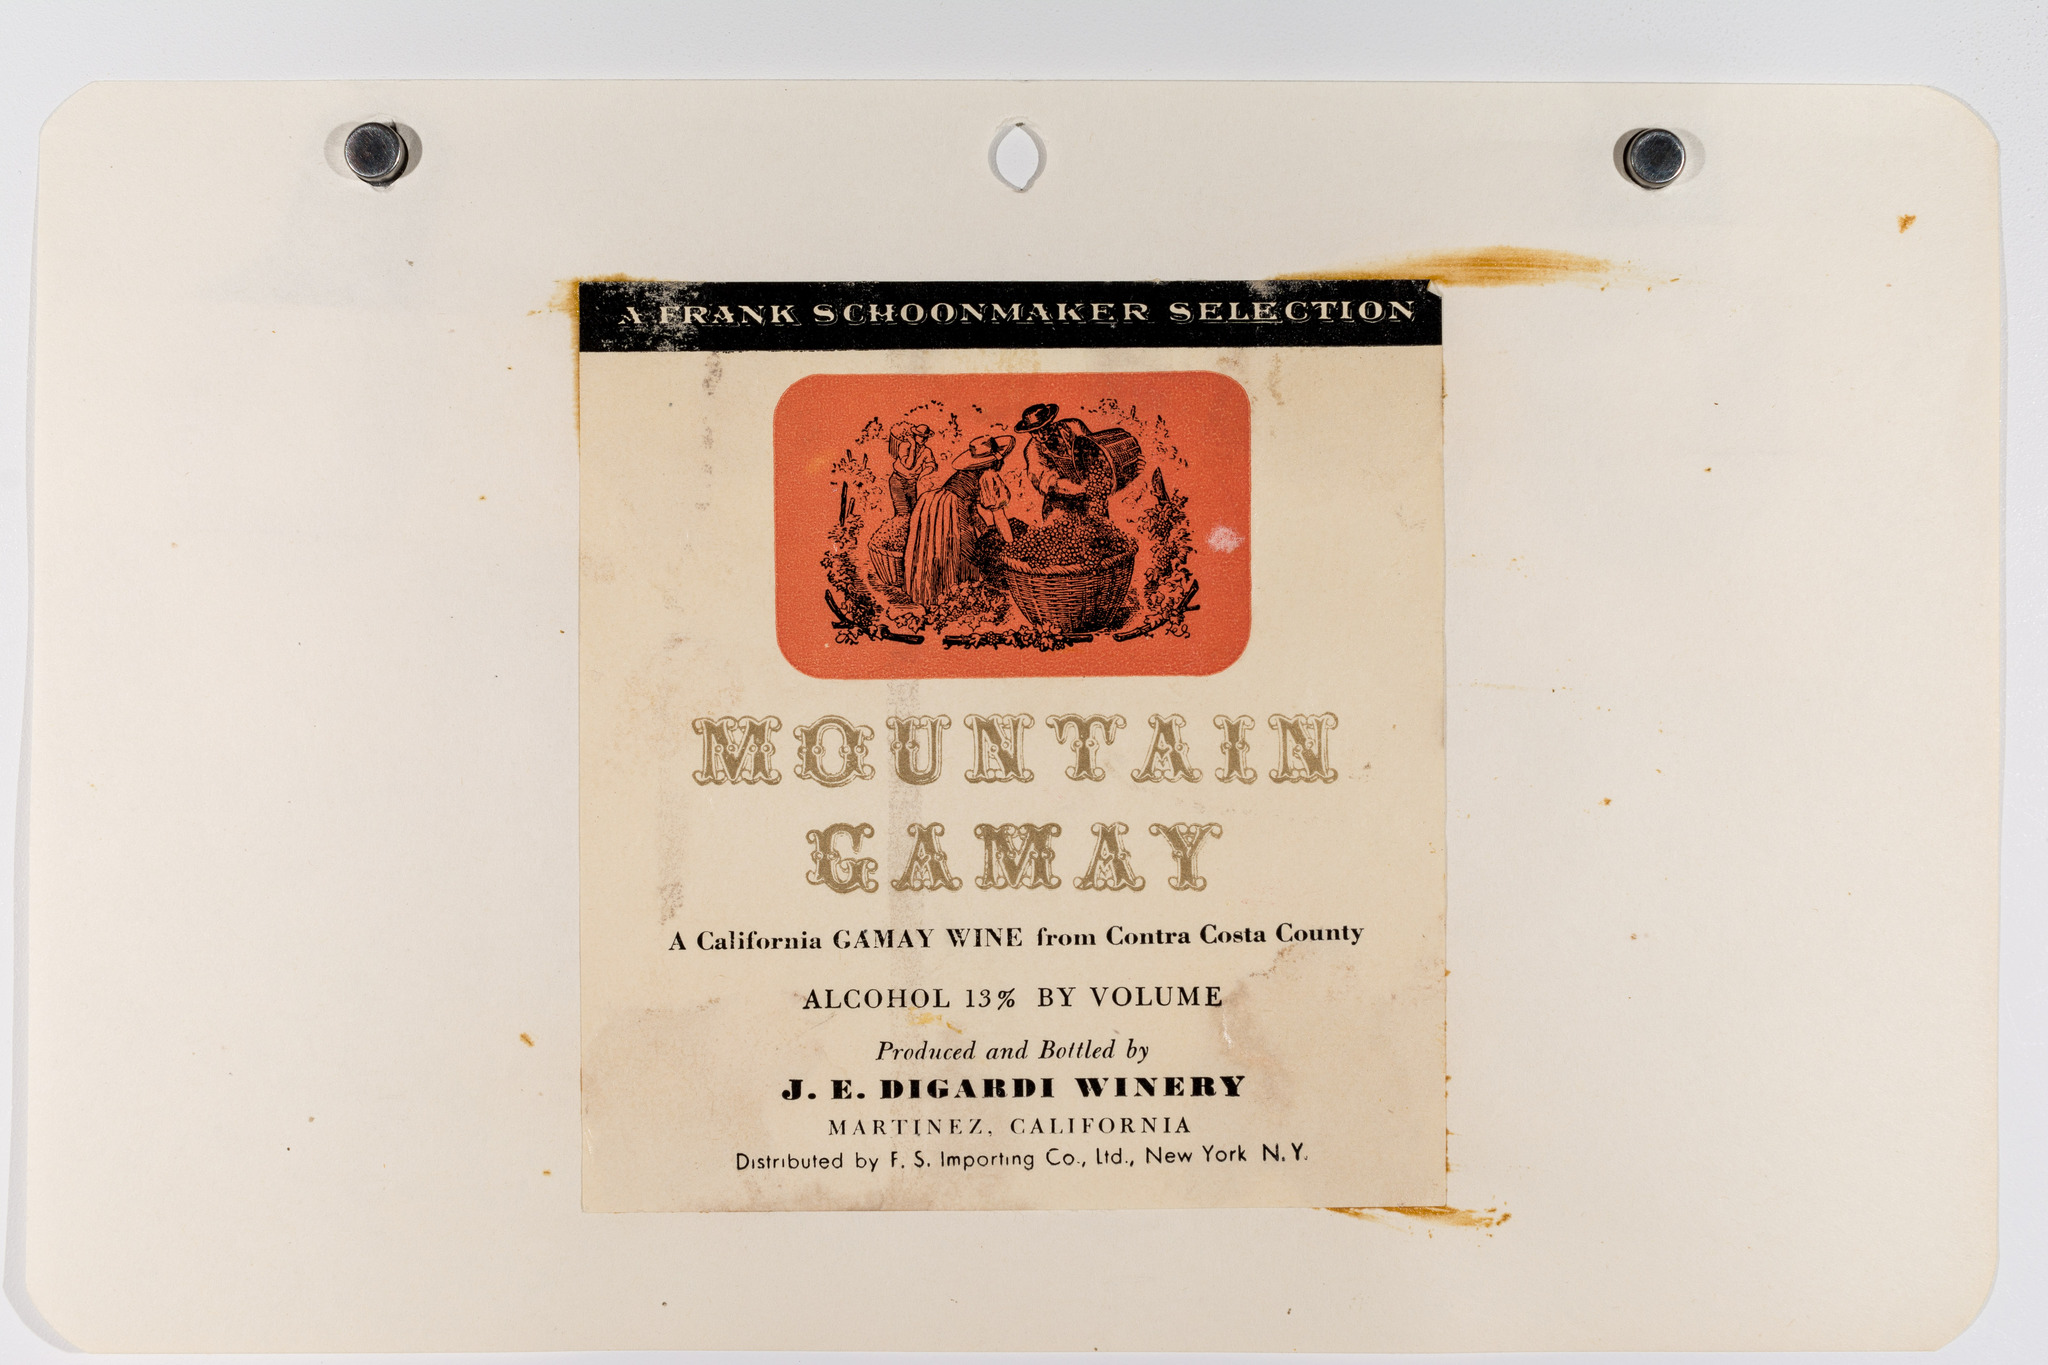 A FRANK SCHOONMAKER SELECTION
MOUNTAIN
GAMAY
A California GAMAY WINE from Contra Costa County
ALCOHOL 13% BY VOLUME
Produced and Bottled by
J. E. DIGARDI WINERY
MARTINEZ, CALIFORNIA
Distributed by F. S. Importing Co., Ltd., New York N.Y.